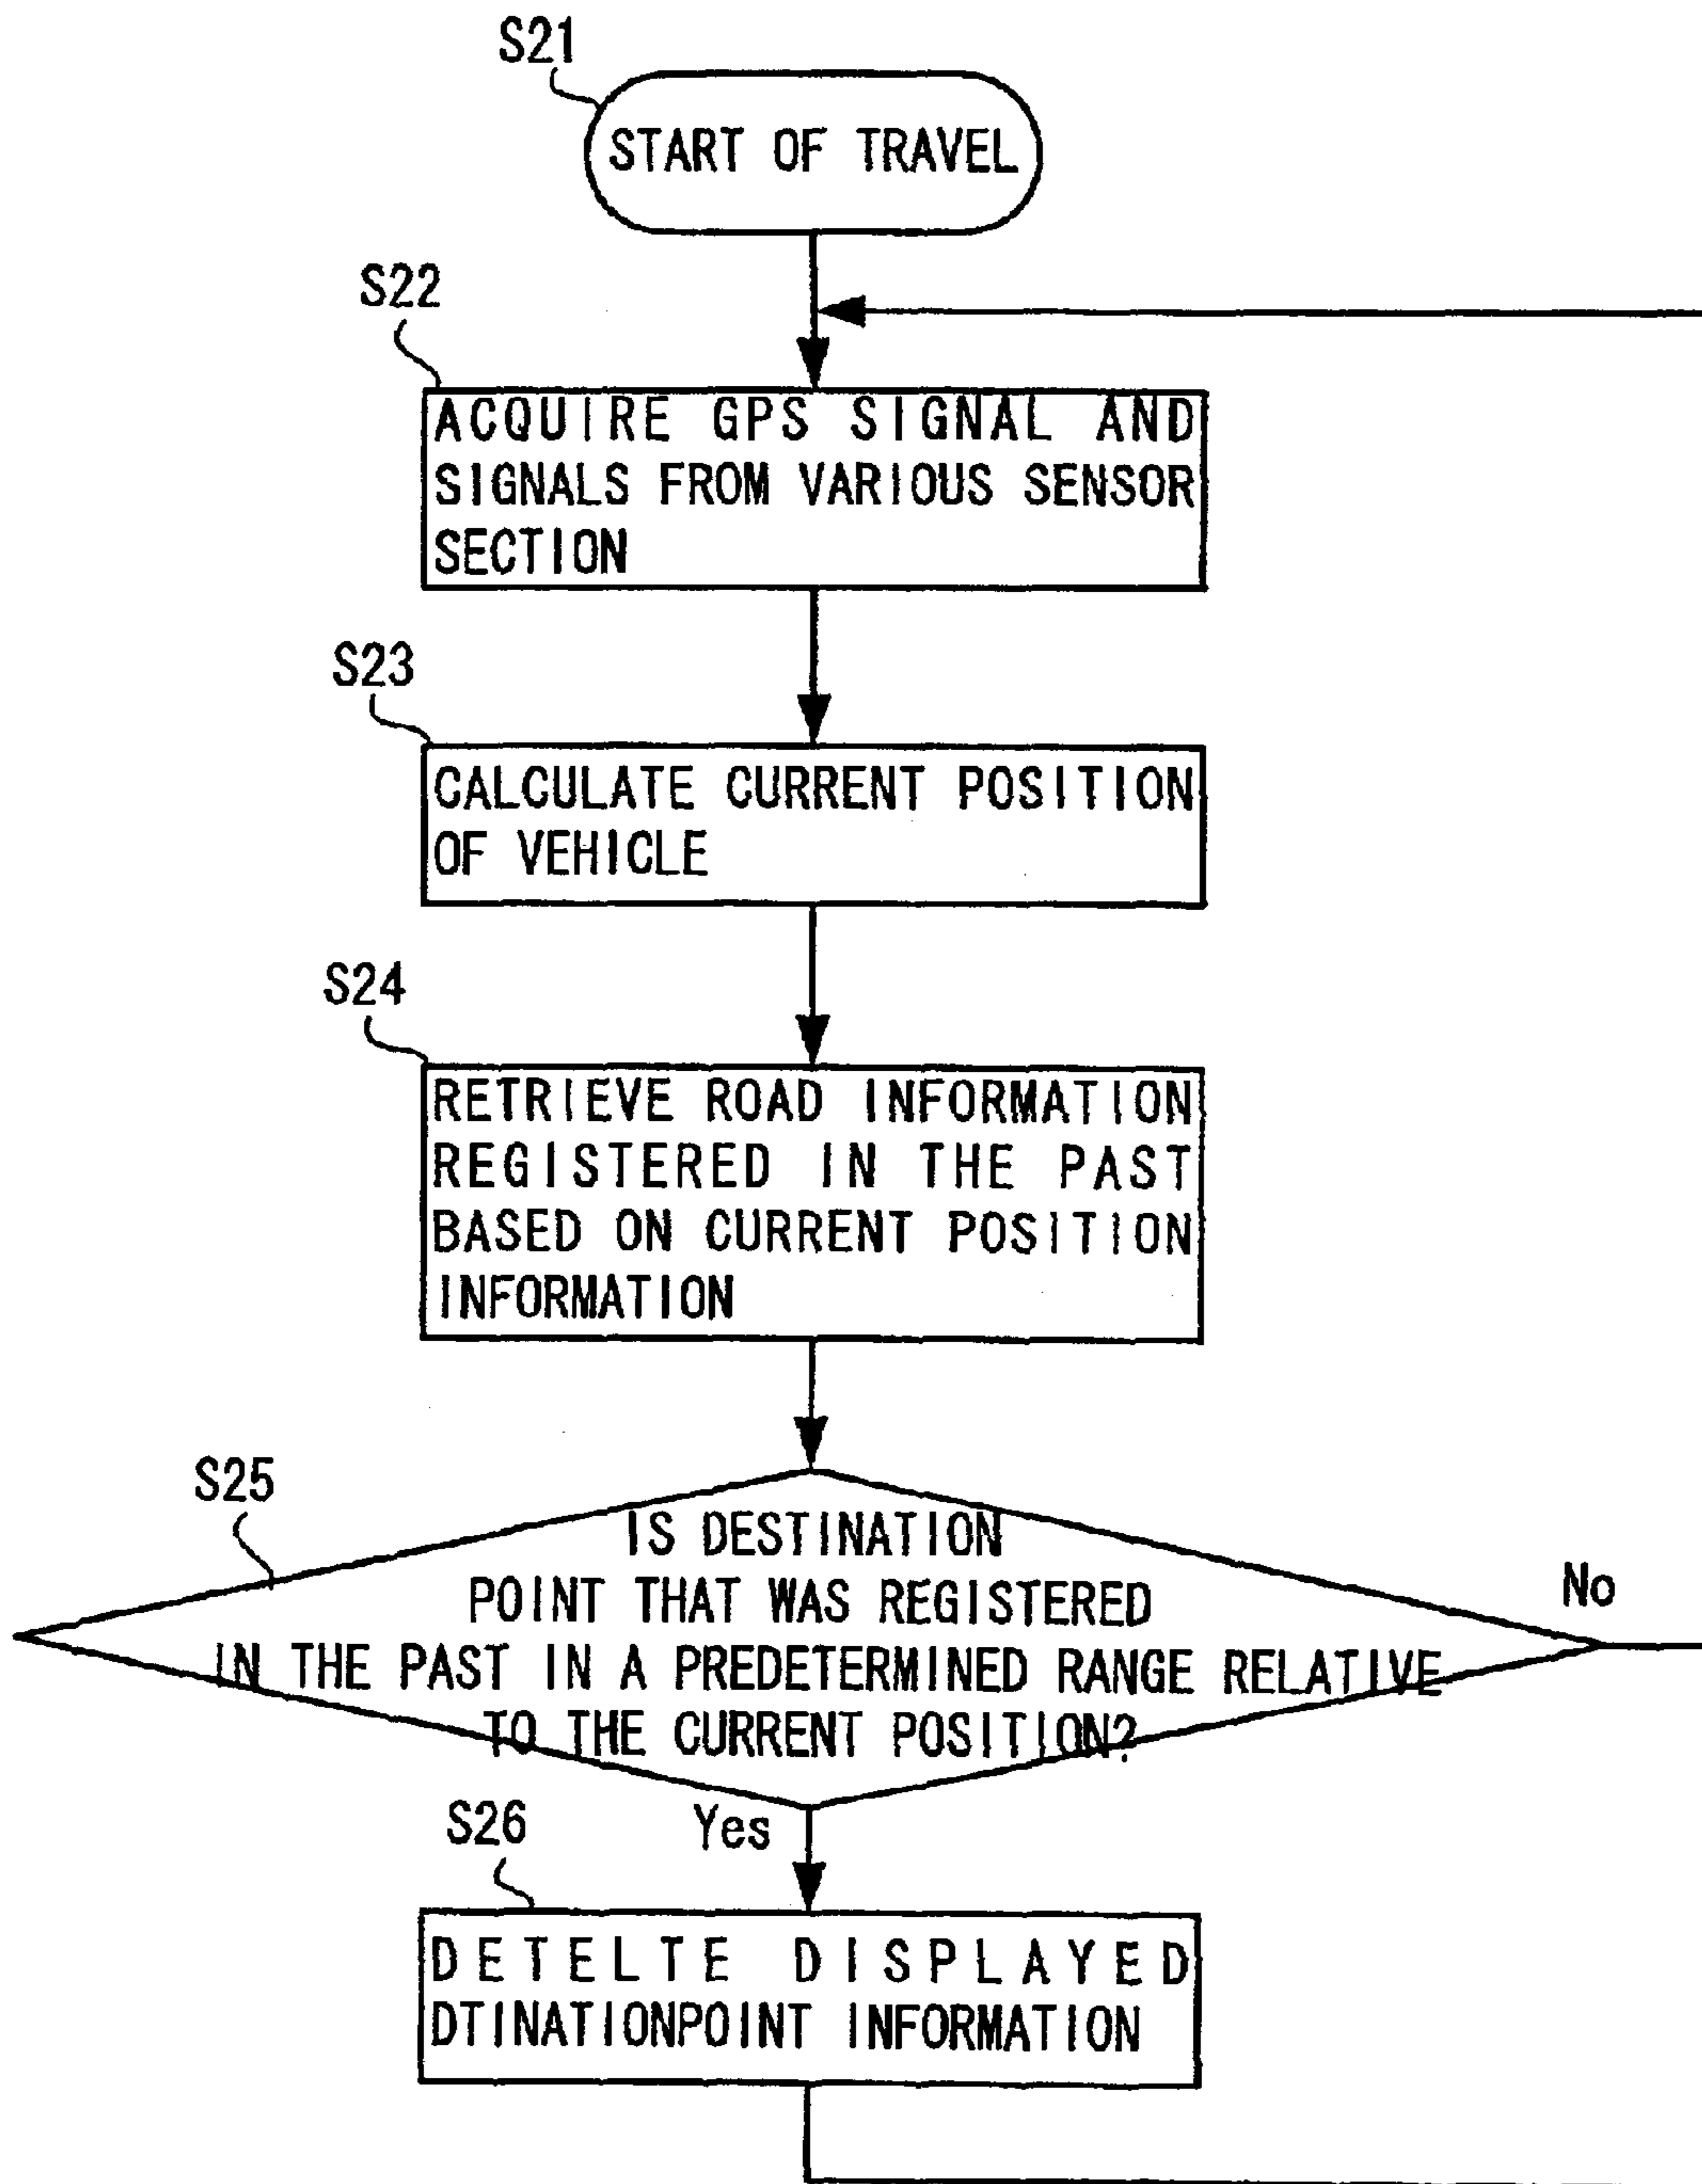 S21
START OF TRAVEL
S22
ACQUIRE GPS SIGNAL AND
SIGNALS FROM VARIOUS SENSOR
SECTION
S23
CALCULATE CURRENT POSITION
OF VEHICLE
S24
RETRIEVE ROAD INFORMATION
REGISTERED IN THE PAST
BASED ON CURRENT POSITION
INFORMATION
S25
IS DESTINATION
POINT THAT WAS REGISTERED
IN THE PAST IN A PREDETERMINED RANGE RELATIVE
TO THE CURRENT POSITION?
No
Yes
S26
DETELTE DISPLAYED
DTINATIONPOINT INFORMATION